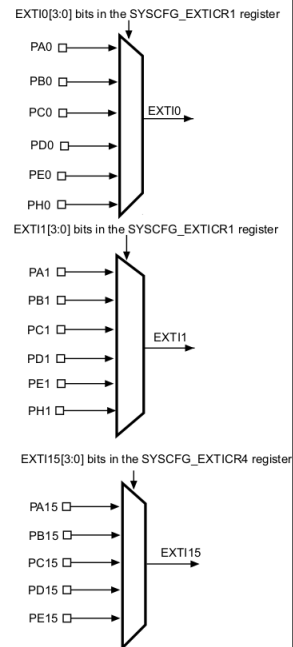 EXTI0[3:0] bits in the SYSCFG_EXTICR1 register
PA0
PB0
PC0
EXTI0
PD0
PE0
PH0
EXTI1[3:0] bits in the SYSCFG_EXTICR1 register
PA1
PB1
PC1
EXTI1
PD1
PE1
PH1
EXTI15[3:0] bits in the SYSCFG_EXTICR4 register
PA15
PB15
PC15
EXTI15
PD15
PE15